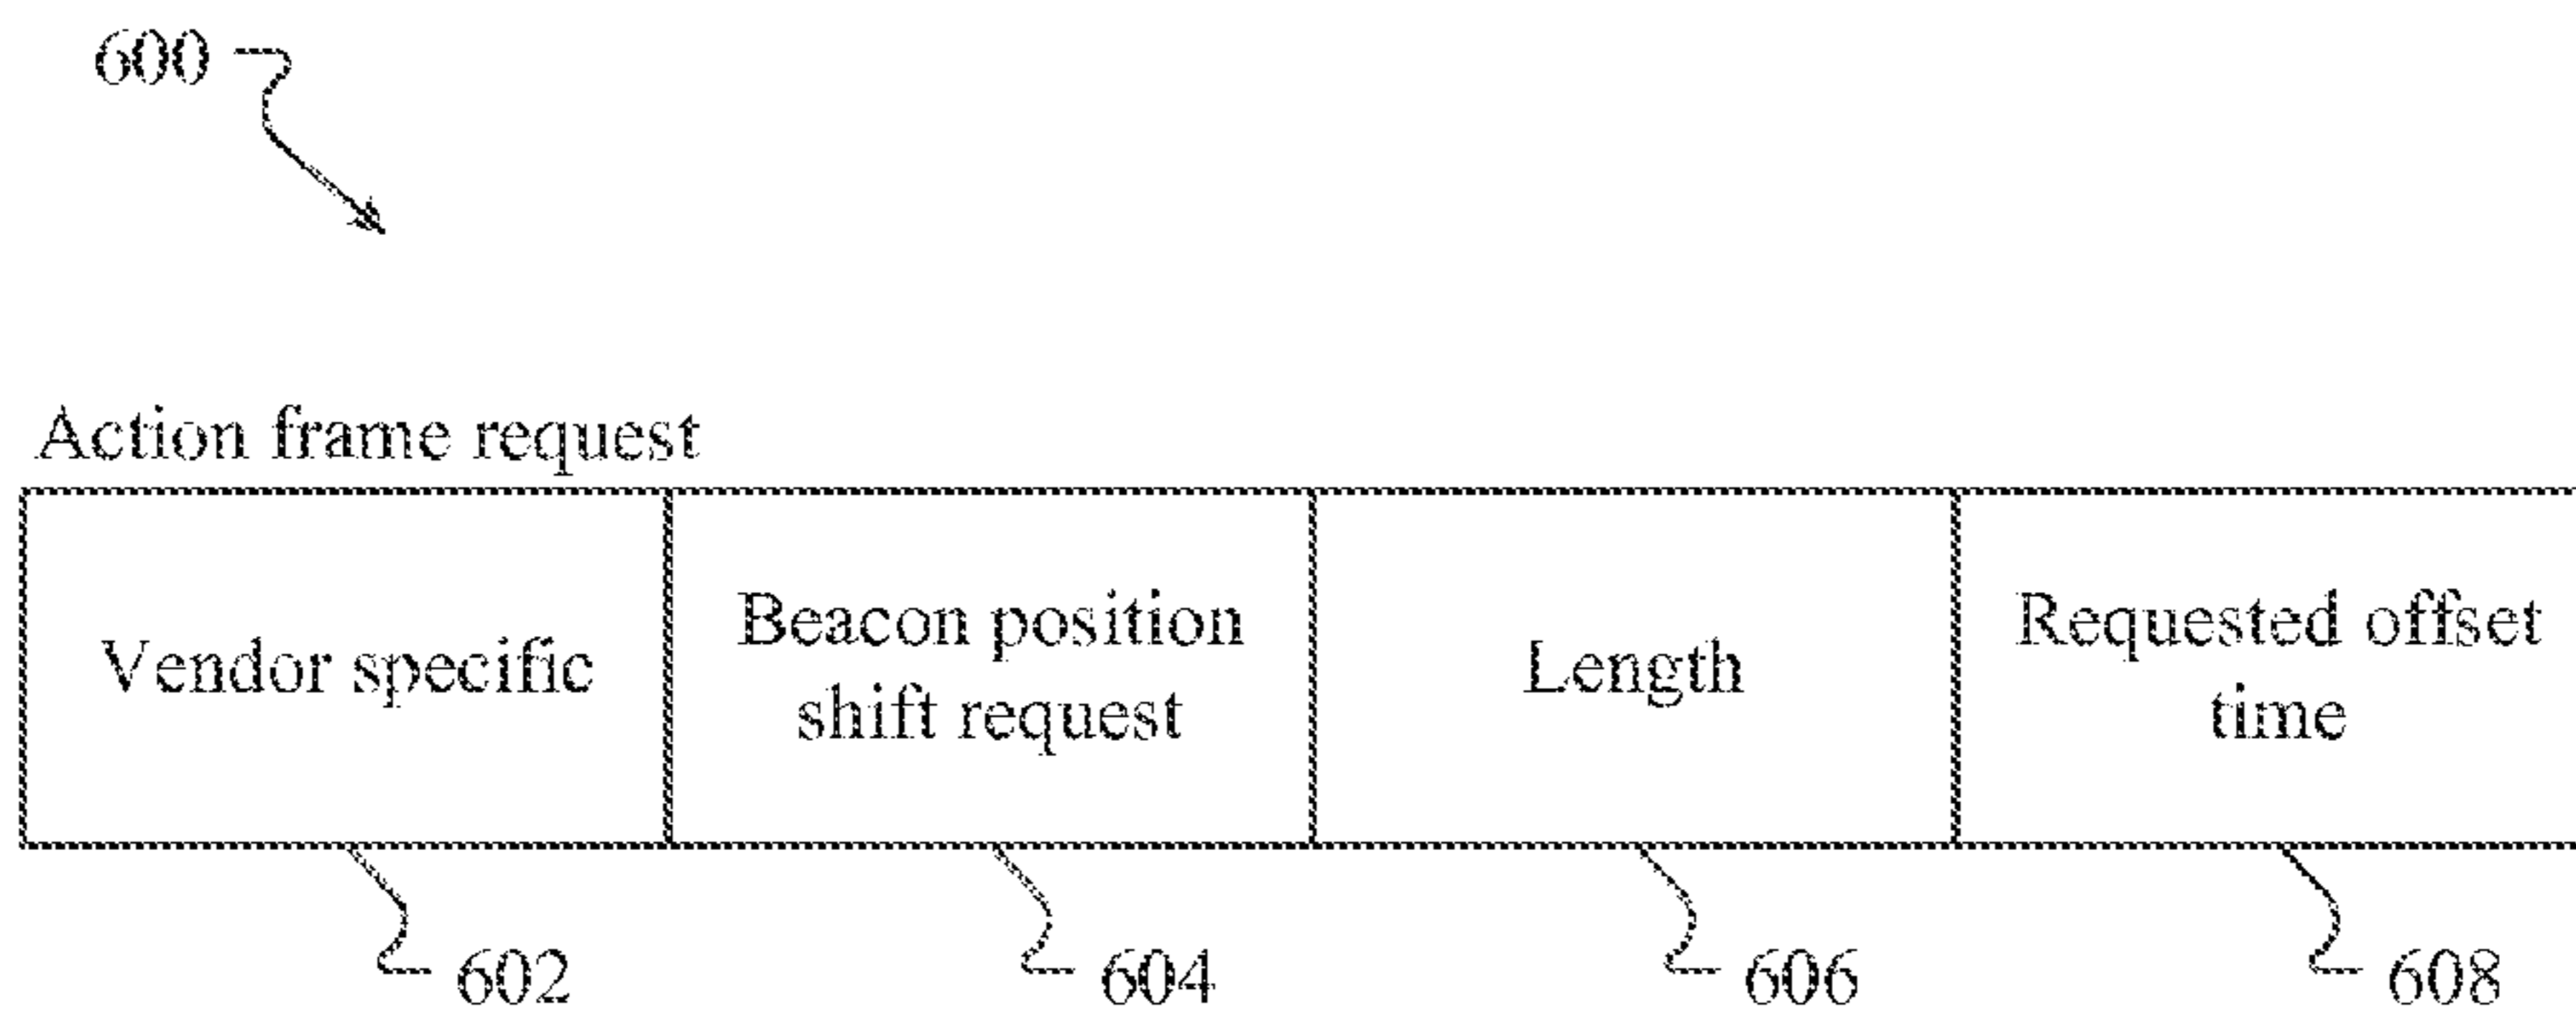 600
Action frame request
Vendor specific
Beacon position
shift request
Length
Requested offset
time
602
604
606
608